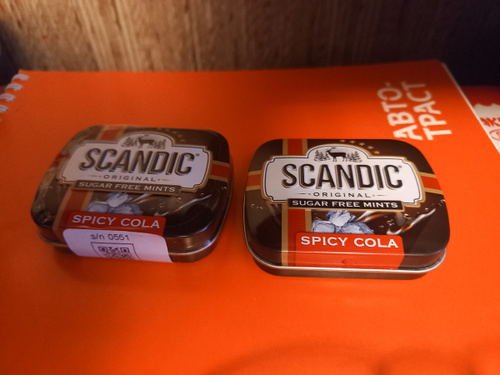 АВТО-
ТРАСТ
SCANDIC
ORIGINAL
SUGAR FREE MINTS
SPICY COLA
s/n 0551
SCANDIC
ORIGINAL
SUGAR FREE MINTS
SPICY COLA